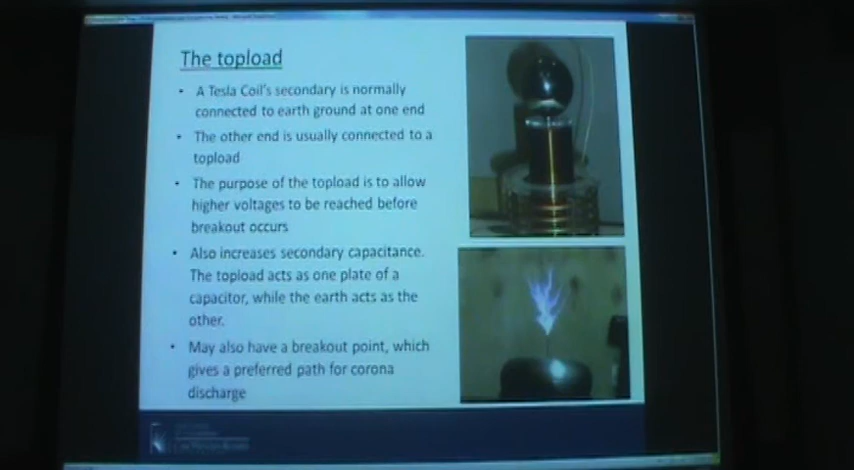 The topload
• A Tesla Coil's secondary is normally
connected to earth ground at one end
• The other end is usually connected to a
topload
• The purpose of the topload is to allow
higher voltages to be reached before
breakout occurs
• Also increases secondary capacitance.
The topload acts as one plate of a
capacitor, while the earth acts as the
other.
• May also have a breakout point, which
gives a preferred path for corona
discharge